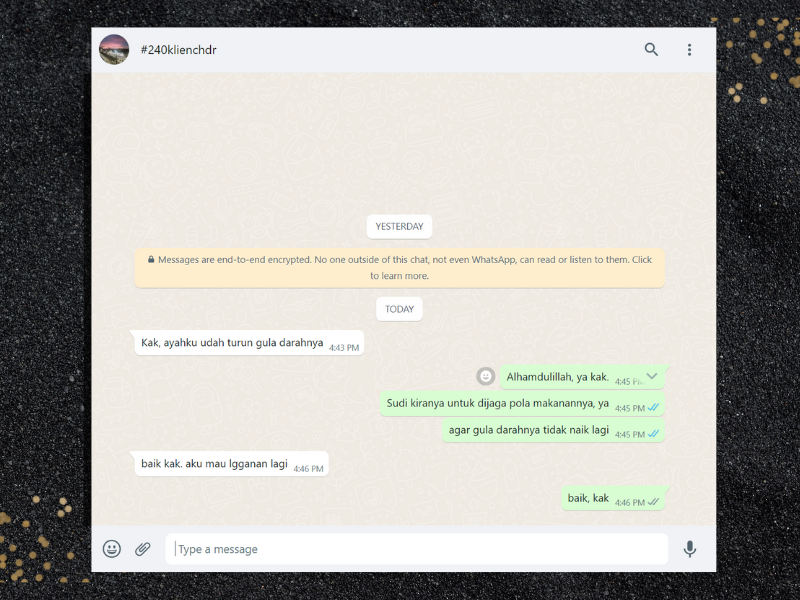 #240klienchdr
YESTERDAY
Messages are end-to-end encrypted. No one outside of this chat, not even WhatsApp, can read or listen to them. Click
to learn more.
TODAY
Kak, ayahku udah turun gula darahnya 4:43 PM
Alhamdulillah, ya kak. 4:45 PM
Sudi kiranya untuk dijaga pola makanannya, ya 4:45 PM
agar gula darahnya tidak naik lagi 4:45 PM
baik kak. aku mau lgganan lagi 4:46 PM
baik, kak 4:46 PM
Type a message